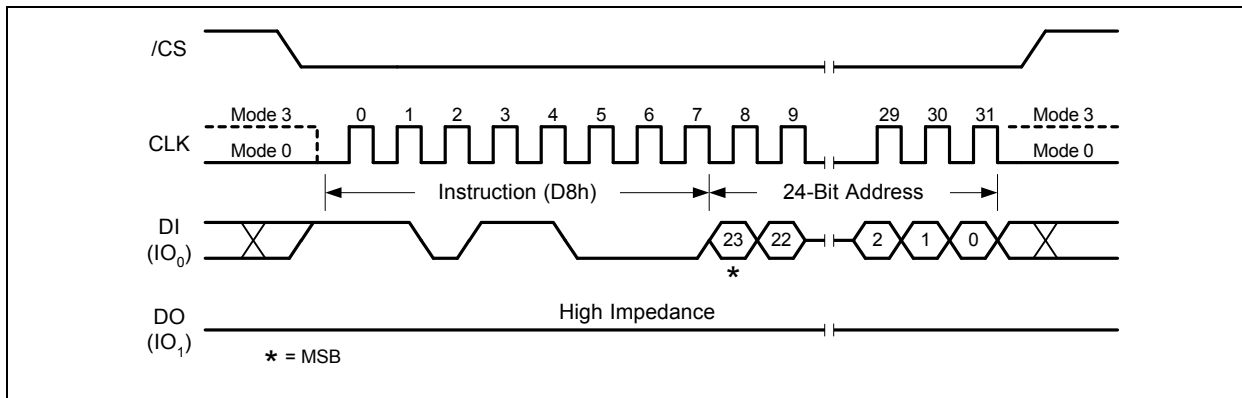 /CS
Mode 3 0 1 2 3 4 5 6 7 8 9 29 30 31 Mode 3
CLK
Mode 0 Mode 0
Instruction (D8h) 24-Bit Address
DI
(IO0)
23 22 2 1 0
*
High Impedance
DO
(IO1)
* = MSB